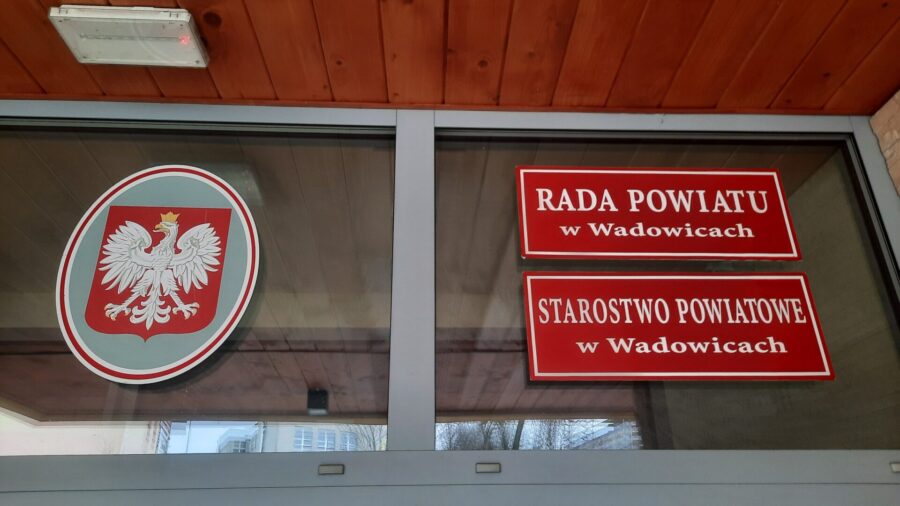 RADA POWIATU
w Wadowicach
STAROSTWO POWIATOWE
w Wadowicach